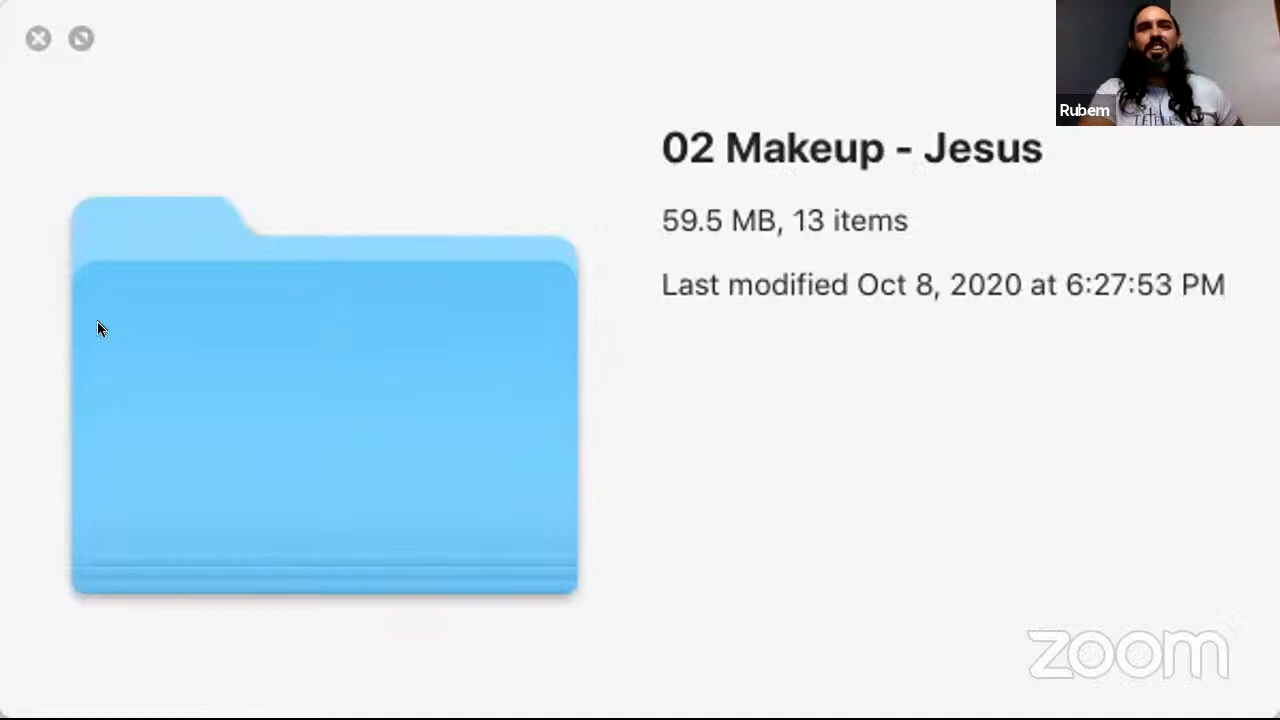 02 Makeup - Jesus
59.5 MB, 13 items
Last modified Oct 8, 2020 at 6:27:53 PM
Rubem
zoom